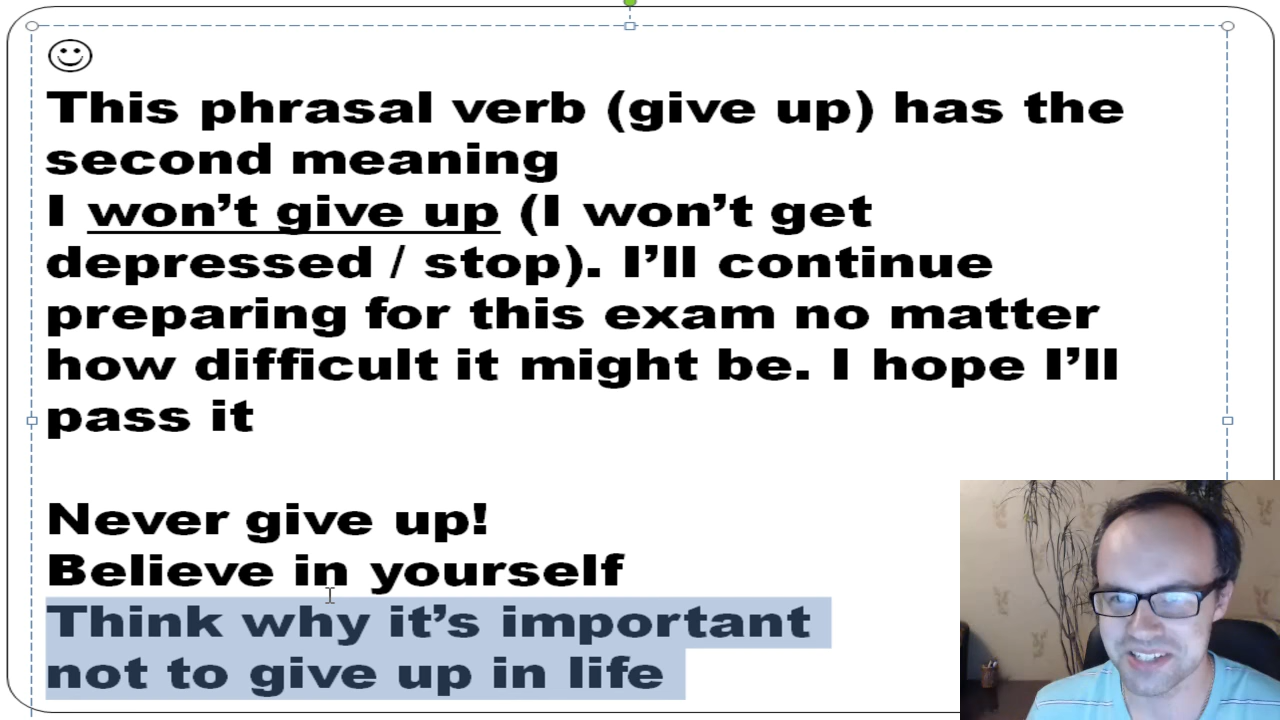 This phrasal verb (give up) has the
second meaning
I won’t give up (I won’t get
depressed / stop). I’ll continue
preparing for this exam no matter
how difficult it might be. I hope I’ll
pass it
Never give up!
Believe in yourself
Think why it’s important
not to give up in life